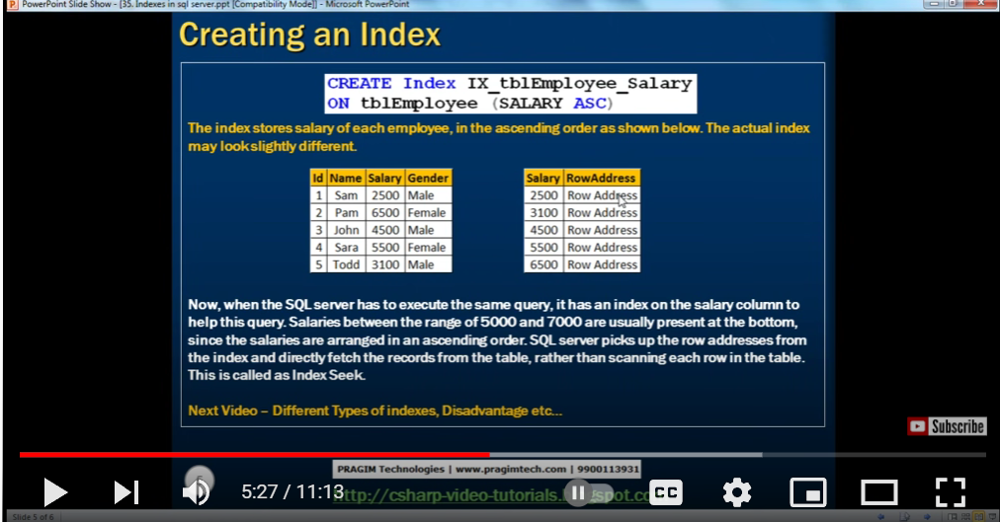 PowerPoint Slide Show - [35. Indexes in sql server.ppt [Compatibility Mode]] - Microsoft PowerPoint
Creating an Index
CREATE Index IX_tblEmployee_Salary
ON tblEmployee (SALARY ASC)
The index stores salary of each employee, in the ascending order as shown below. The actual index
may look slightly different.
Id Name Salary Gender
1 Sam 2500 Male
2 Pam 6500 Female
3 John 4500 Male
4 Sara 5500 Female
5 Todd 3100 Male
Salary RowAddress
2500 Row Address
3100 Row Address
4500 Row Address
5500 Row Address
6500 Row Address
Now, when the SQL server has to execute the same query, it has an index on the salary column to
help this query. Salaries between the range of 5000 and 7000 are usually present at the bottom,
since the salaries are arranged in an ascending order. SQL server picks up the row addresses from
the index and directly fetch the records from the table, rather than scanning each row in the table.
This is called as Index Seek.
Next Video – Different Types of indexes, Disadvantage etc...
Subscribe
PRAGIM Technologies | www.pragimtech.com | 9900113931
5:27 / 11:13
http://csharp-video-tutorials.
CC
Slide 5 of 6